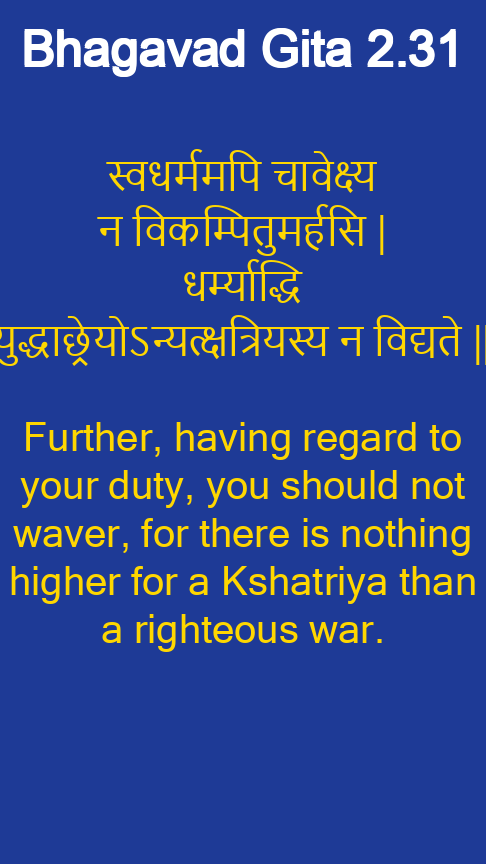 Bhagavad Gita 2.31
स्वधर्ममपि चावेक्ष्य
न विकम्पितुमर्हसि |
धर्म्याद्धि
युद्धाछ्रेयोऽन्यत्क्षत्रियस्य न विद्यते ||
Further, having regard to
your duty, you should not
waver, for there is nothing
higher for a Kshatriya than
a righteous war.